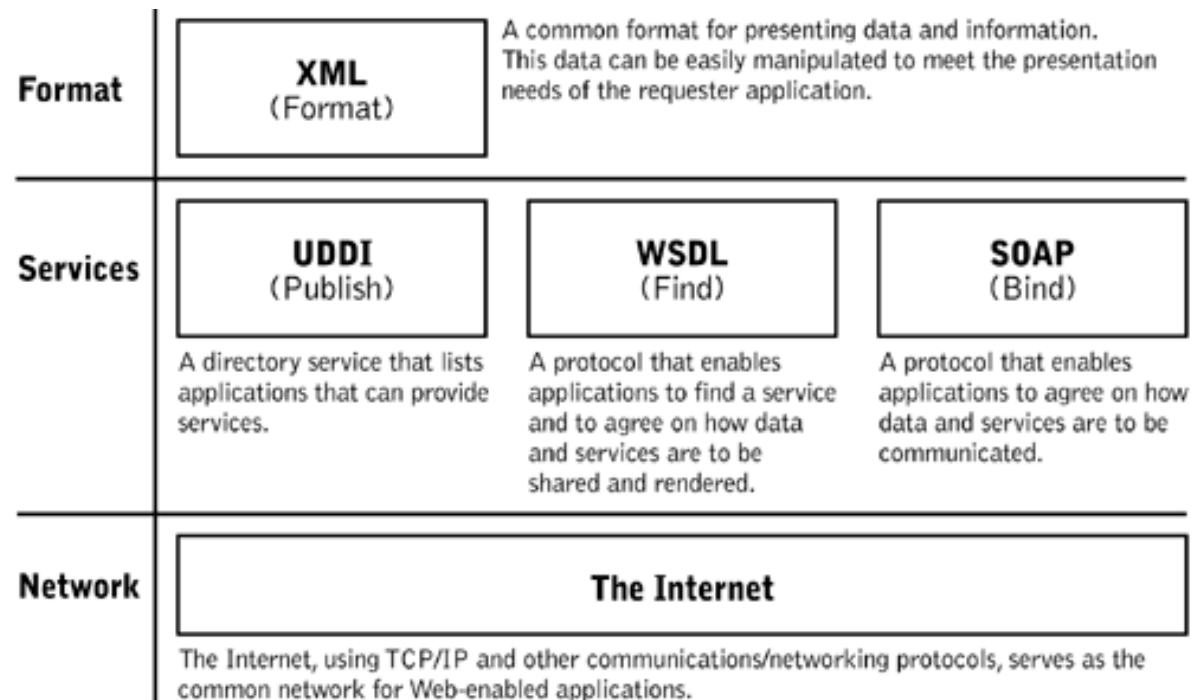 Format
XML
(Format)
A common format for presenting data and information.
This data can be easily manipulated to meet the presentation
needs of the requester application.
Services
UDDI
(Publish)
A directory service that lists
applications that can provide
services.
WSDL
(Find)
A protocol that enables
applications to find a service
and to agree on how data
and services are to be
shared and rendered.
SOAP
(Bind)
A protocol that enables
applications to agree on how
data and services are to be
communicated.
Network
The Internet
The Internet, using TCP/IP and other communications/networking protocols, serves as the
common network for Web-enabled applications.